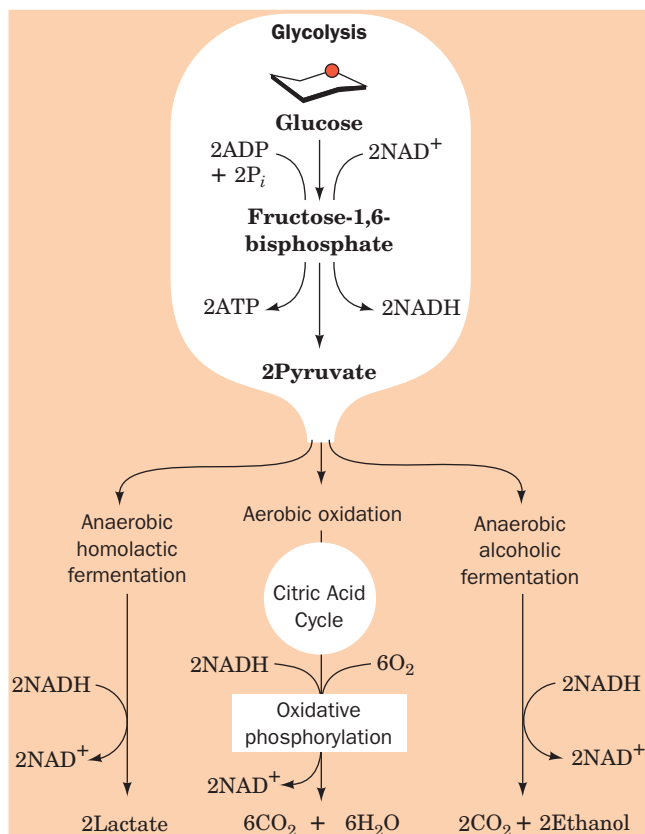 Glycolysis
Glucose
2ADP
+ 2Pᵢ
2NAD⁺
Fructose-1,6-
bisphosphate
2ATP
2NADH
2Pyruvate
Anaerobic
homolactic
fermentation
Aerobic oxidation
Anaerobic
alcoholic
fermentation
Citric Acid
Cycle
2NADH
2NAD⁺
2NADH
6O₂
Oxidative
phosphorylation
2NAD⁺
2NADH
2NAD⁺
2Lactate
6CO₂ + 6H₂O
2CO₂ + 2Ethanol